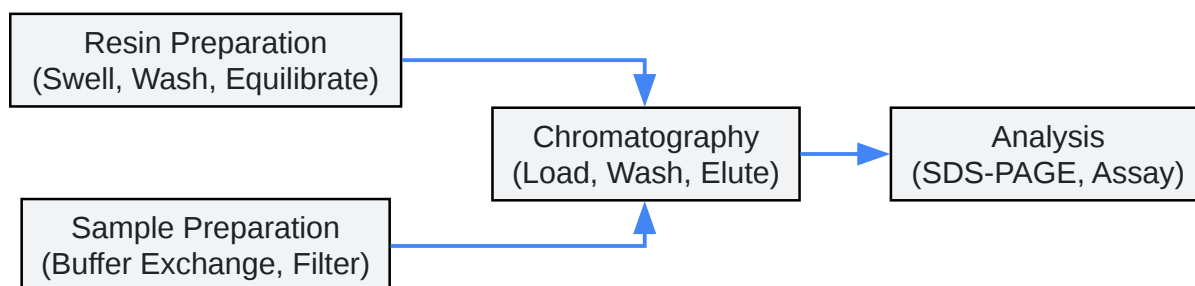 Resin Preparation
(Swell, Wash, Equilibrate)
Sample Preparation
(Buffer Exchange, Filter)
Chromatography
(Load, Wash, Elute)
Analysis
(SDS-PAGE, Assay)